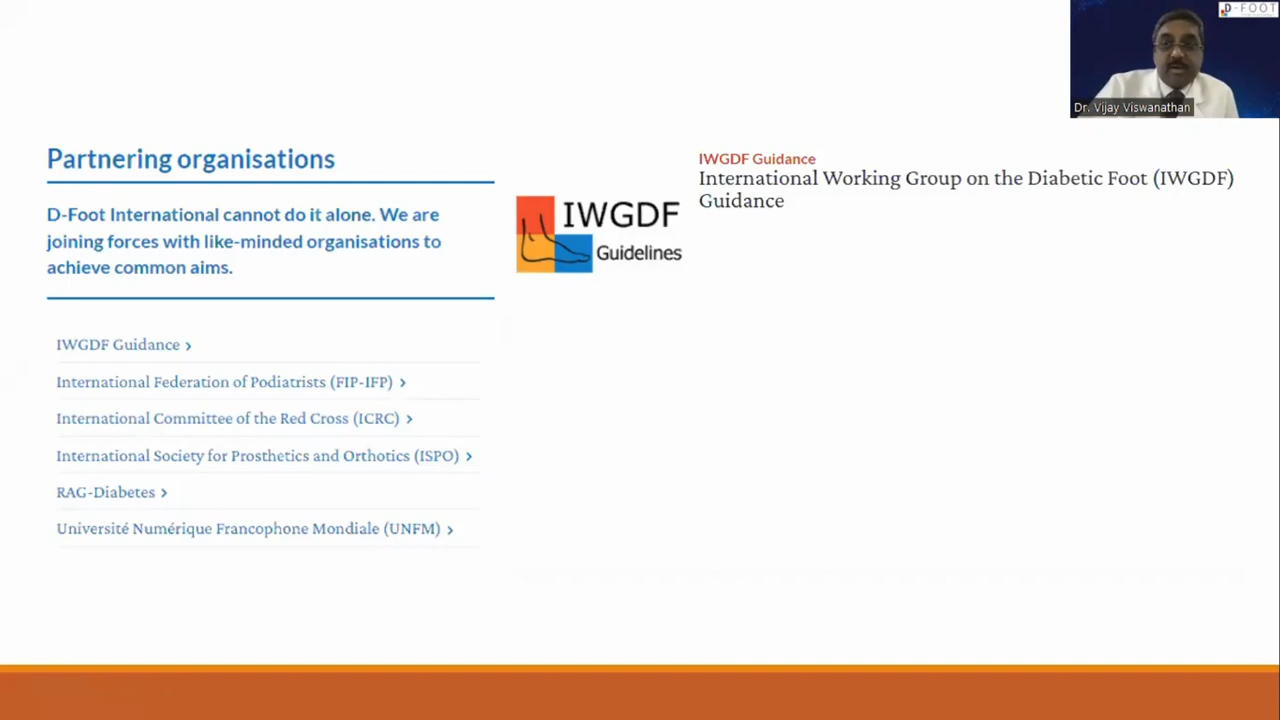 D-FOOT
Dr. Vijay Viswanathan
Partnering organisations
D-Foot International cannot do it alone. We are
joining forces with like-minded organisations to
achieve common aims.
IWGDF Guidance ›
International Federation of Podiatrists (FIP-IFP) ›
International Committee of the Red Cross (ICRC) ›
International Society for Prosthetics and Orthotics (ISPO) ›
RAG-Diabetes ›
Université Numérique Francophone Mondiale (UNFM) ›
IWGDF
Guidelines
IWGDF Guidance
International Working Group on the Diabetic Foot (IWGDF)
Guidance